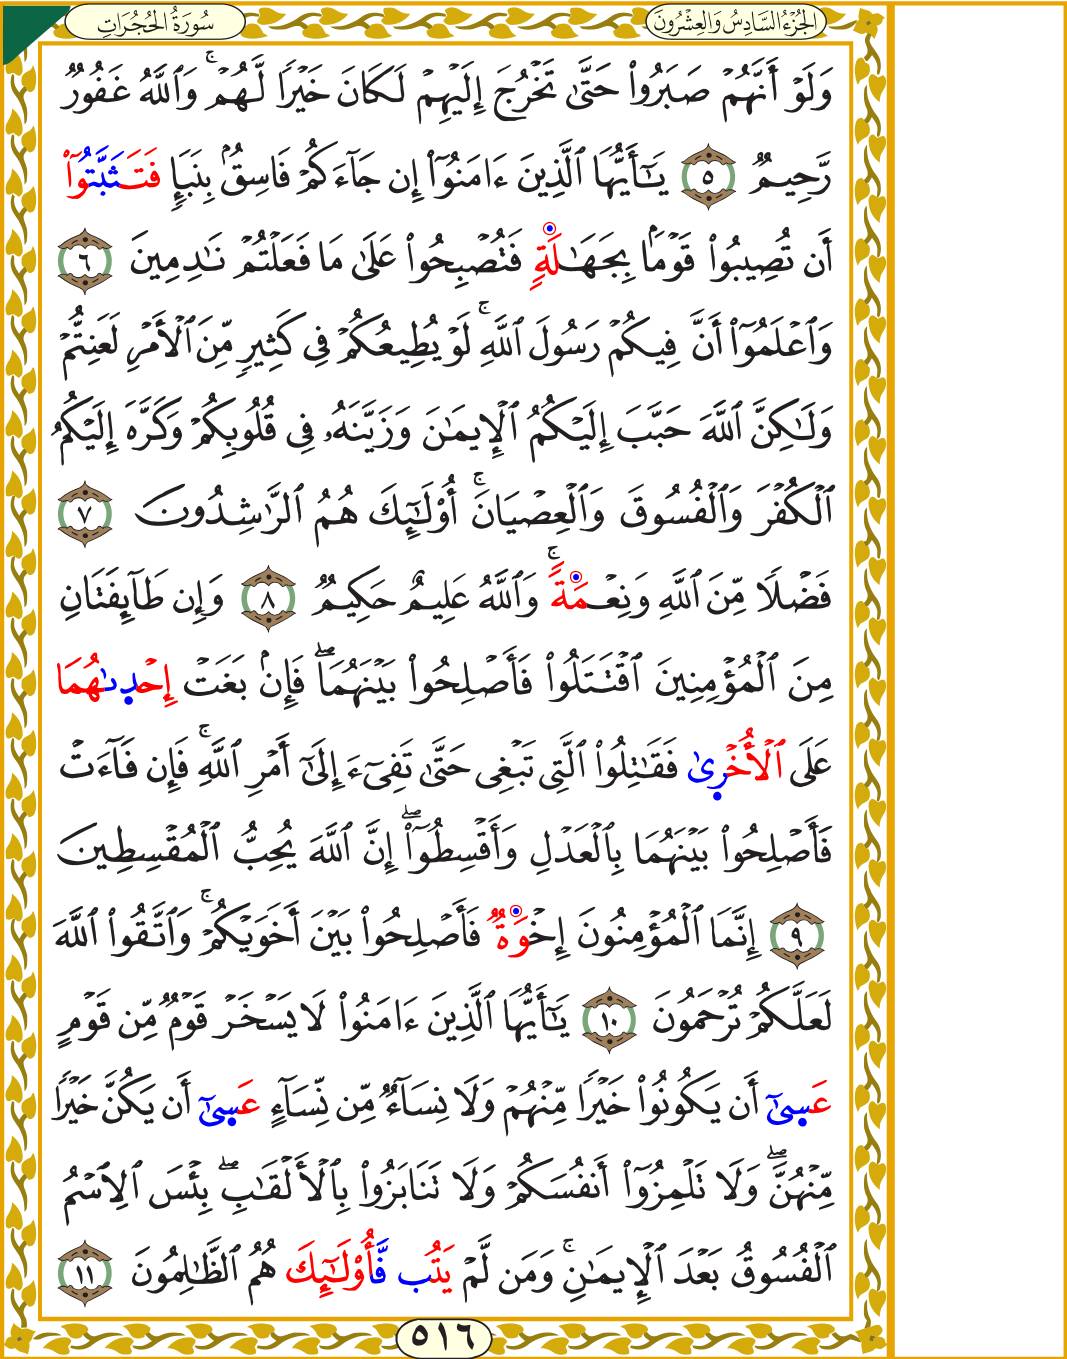 سُورَةُ الحُجُرَاتِ
الجُزْءُ السَّادِسُ وَالعِشْرُونَ
وَلَوْ أَنَّهُمْ صَبَرُوا۟ حَتَّىٰ تَخْرُجَ إِلَيْهِمْ لَكَانَ خَيْرًا لَّهُمْ ۚ وَٱللَّهُ غَفُورٌ
رَّحِيمٌ ٥ يَـٰٓأَيُّهَا ٱلَّذِينَ ءَامَنُوٓا۟ إِن جَآءَكُمْ فَاسِقٌۢ بِنَبَإٍ فَتَثَبَّتُوٓا۟
أَن تُصِيبُوا۟ قَوْمًۢا بِجَهَـٰلَةٍ فَتُصْبِحُوا۟ عَلَىٰ مَا فَعَلْتُمْ نَـٰدِمِينَ ٦
وَٱعْلَمُوٓا۟ أَنَّ فِيكُمْ رَسُولَ ٱللَّهِ ۚ لَوْ يُطِيعُكُمْ فِى كَثِيرٍ مِّنَ ٱلْأَمْرِ لَعَنِتُّمْ
وَلَـٰكِنَّ ٱللَّهَ حَبَّبَ إِلَيْكُمُ ٱلْإِيمَـٰنَ وَزَيَّنَهُۥ فِى قُلُوبِكُمْ وَكَرَّهَ إِلَيْكُمُ
ٱلْكُفْرَ وَٱلْفُسُوقَ وَٱلْعِصْيَانَ ۚ أُو۟لَـٰٓئِكَ هُمُ ٱلرَّٰشِدُونَ ٧
فَضْلًا مِّنَ ٱللَّهِ وَنِعْمَةً ۚ وَٱللَّهُ عَلِيمٌ حَكِيمٌ ٨ وَإِن طَآئِفَتَانِ
مِنَ ٱلْمُؤْمِنِينَ ٱقْتَتَلُوا۟ فَأَصْلِحُوا۟ بَيْنَهُمَا ۖ فَإِنۢ بَغَتْ إِحْدىٰهُمَا
عَلَى ٱلْأُخْرِىٰ فَقَـٰتِلُوا۟ ٱلَّتِى تَبْغِى حَتَّىٰ تَفِىٓءَ إِلَىٰٓ أَمْرِ ٱللَّهِ ۚ فَإِن فَآءَتْ
فَأَصْلِحُوا۟ بَيْنَهُمَا بِٱلْعَدْلِ وَأَقْسِطُوٓا۟ ۖ إِنَّ ٱللَّهَ يُحِبُّ ٱلْمُقْسِطِينَ
٩ إِنَّمَا ٱلْمُؤْمِنُونَ إِخْوَةٌ فَأَصْلِحُوا۟ بَيْنَ أَخَوَيْكُمْ ۚ وَٱتَّقُوا۟ ٱللَّهَ
لَعَلَّكُمْ تُرْحَمُونَ ١٠ يَـٰٓأَيُّهَا ٱلَّذِينَ ءَامَنُوا۟ لَا يَسْخَرْ قَوْمٌ مِّن قَوْمٍ
عَسِىٰٓ أَن يَكُونُوا۟ خَيْرًا مِّنْهُمْ وَلَا نِسَآءٌ مِّن نِّسَآءٍ عَسِىٰٓ أَن يَكُنَّ خَيْرًا
مِّنْهُنَّ ۖ وَلَا تَلْمِزُوٓا۟ أَنفُسَكُمْ وَلَا تَنَابَزُوا۟ بِٱلْأَلْقَـٰبِ ۖ بِئْسَ ٱلِٱسْمُ
ٱلْفُسُوقُ بَعْدَ ٱلْإِيمَـٰنِ ۚ وَمَن لَّمْ يَتُب فَّأُو۟لَـٰٓئِكَ هُمُ ٱلظَّـٰلِمُونَ ١١
٥١٦